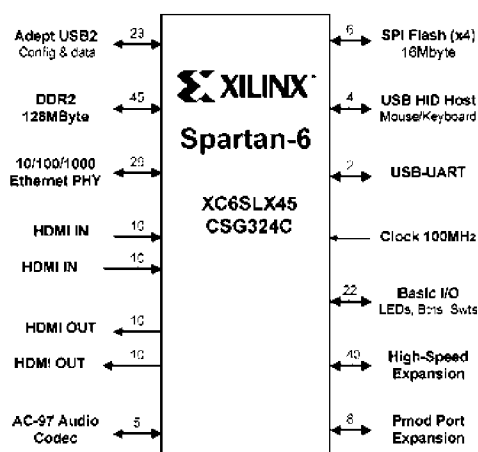 Adept USB2
Config & data
23
DDR2
128MByte
45
10/100/1000
Ethernet PHY
29
HDMI IN
10
HDMI IN
10
HDMI OUT
10
HDMI OUT
10
AC-97 Audio
Codec
5
XILINX
Spartan-6
XC6SLX45
CSG324C
6
SPI Flash (x4)
16Mbyte
4
USB HID Host
Mouse/Keyboard
2
USB-UART
Clock 100MHz
22
Basic I/O
LEDs, Btns, Swts
40
High-Speed
Expansion
8
Pmod Port
Expansion